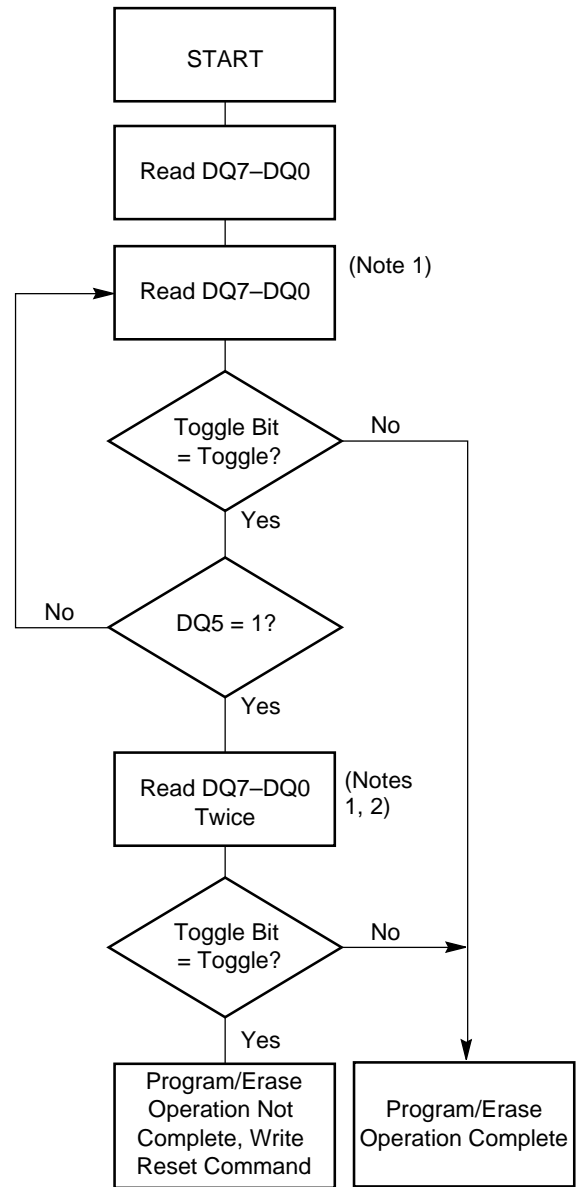 START
Read DQ7–DQ0
Read DQ7–DQ0
(Note 1)
Toggle Bit
= Toggle?
No
Yes
DQ5 = 1?
No
Yes
Read DQ7–DQ0
Twice
(Notes
1, 2)
Toggle Bit
= Toggle?
No
Yes
Program/Erase
Operation Not
Complete, Write
Reset Command
Program/Erase
Operation Complete